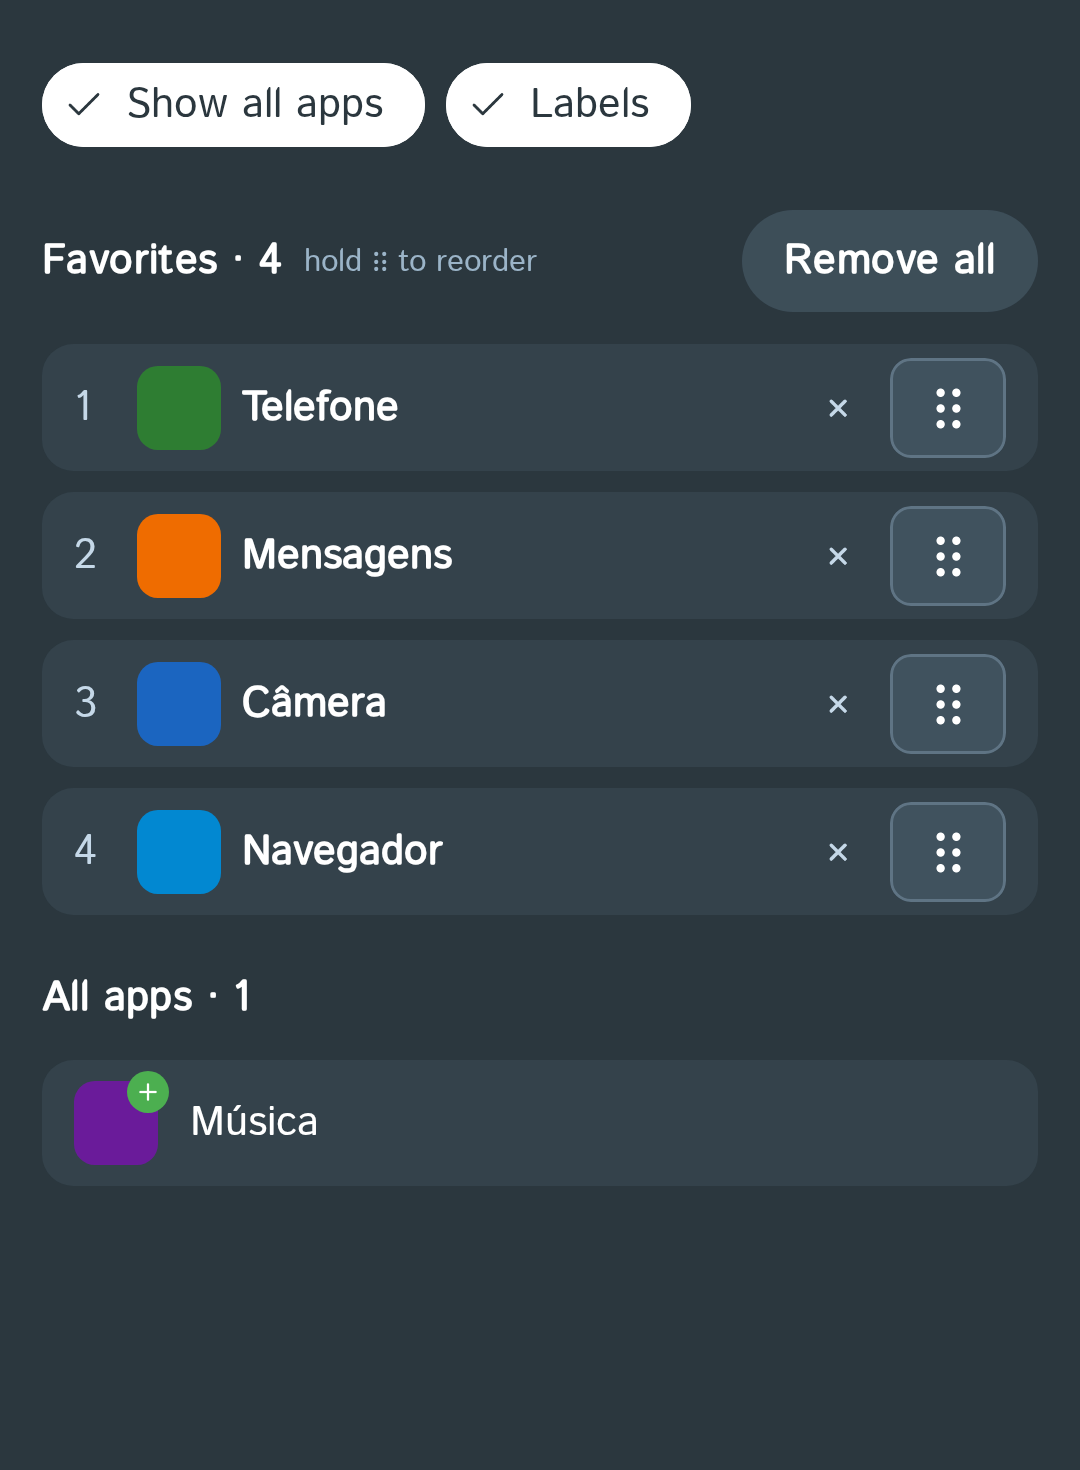 Show all apps Labels
Favorites · 4 hold ⠿ to reorder Remove all
1 Telefone ×
2 Mensagens ×
3 Câmera ×
4 Navegador ×
All apps · 1
+ Música